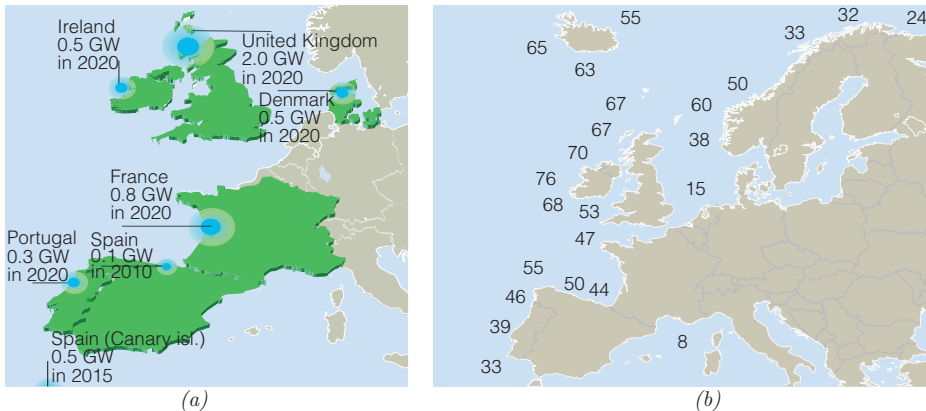 Ireland
0.5 GW
in 2020
United Kingdom
2.0 GW
in 2020
Denmark
0.5 GW
in 2020
France
0.8 GW
in 2020
Portugal
0.3 GW
in 2020
Spain
0.1 GW
in 2010
Spain (Canary isl.)
0.5 GW
in 2015
(a)
55
32
24
33
65
63
50
67
60
67
38
70
76
15
68
53
47
55
50
44
46
39
8
33
(b)